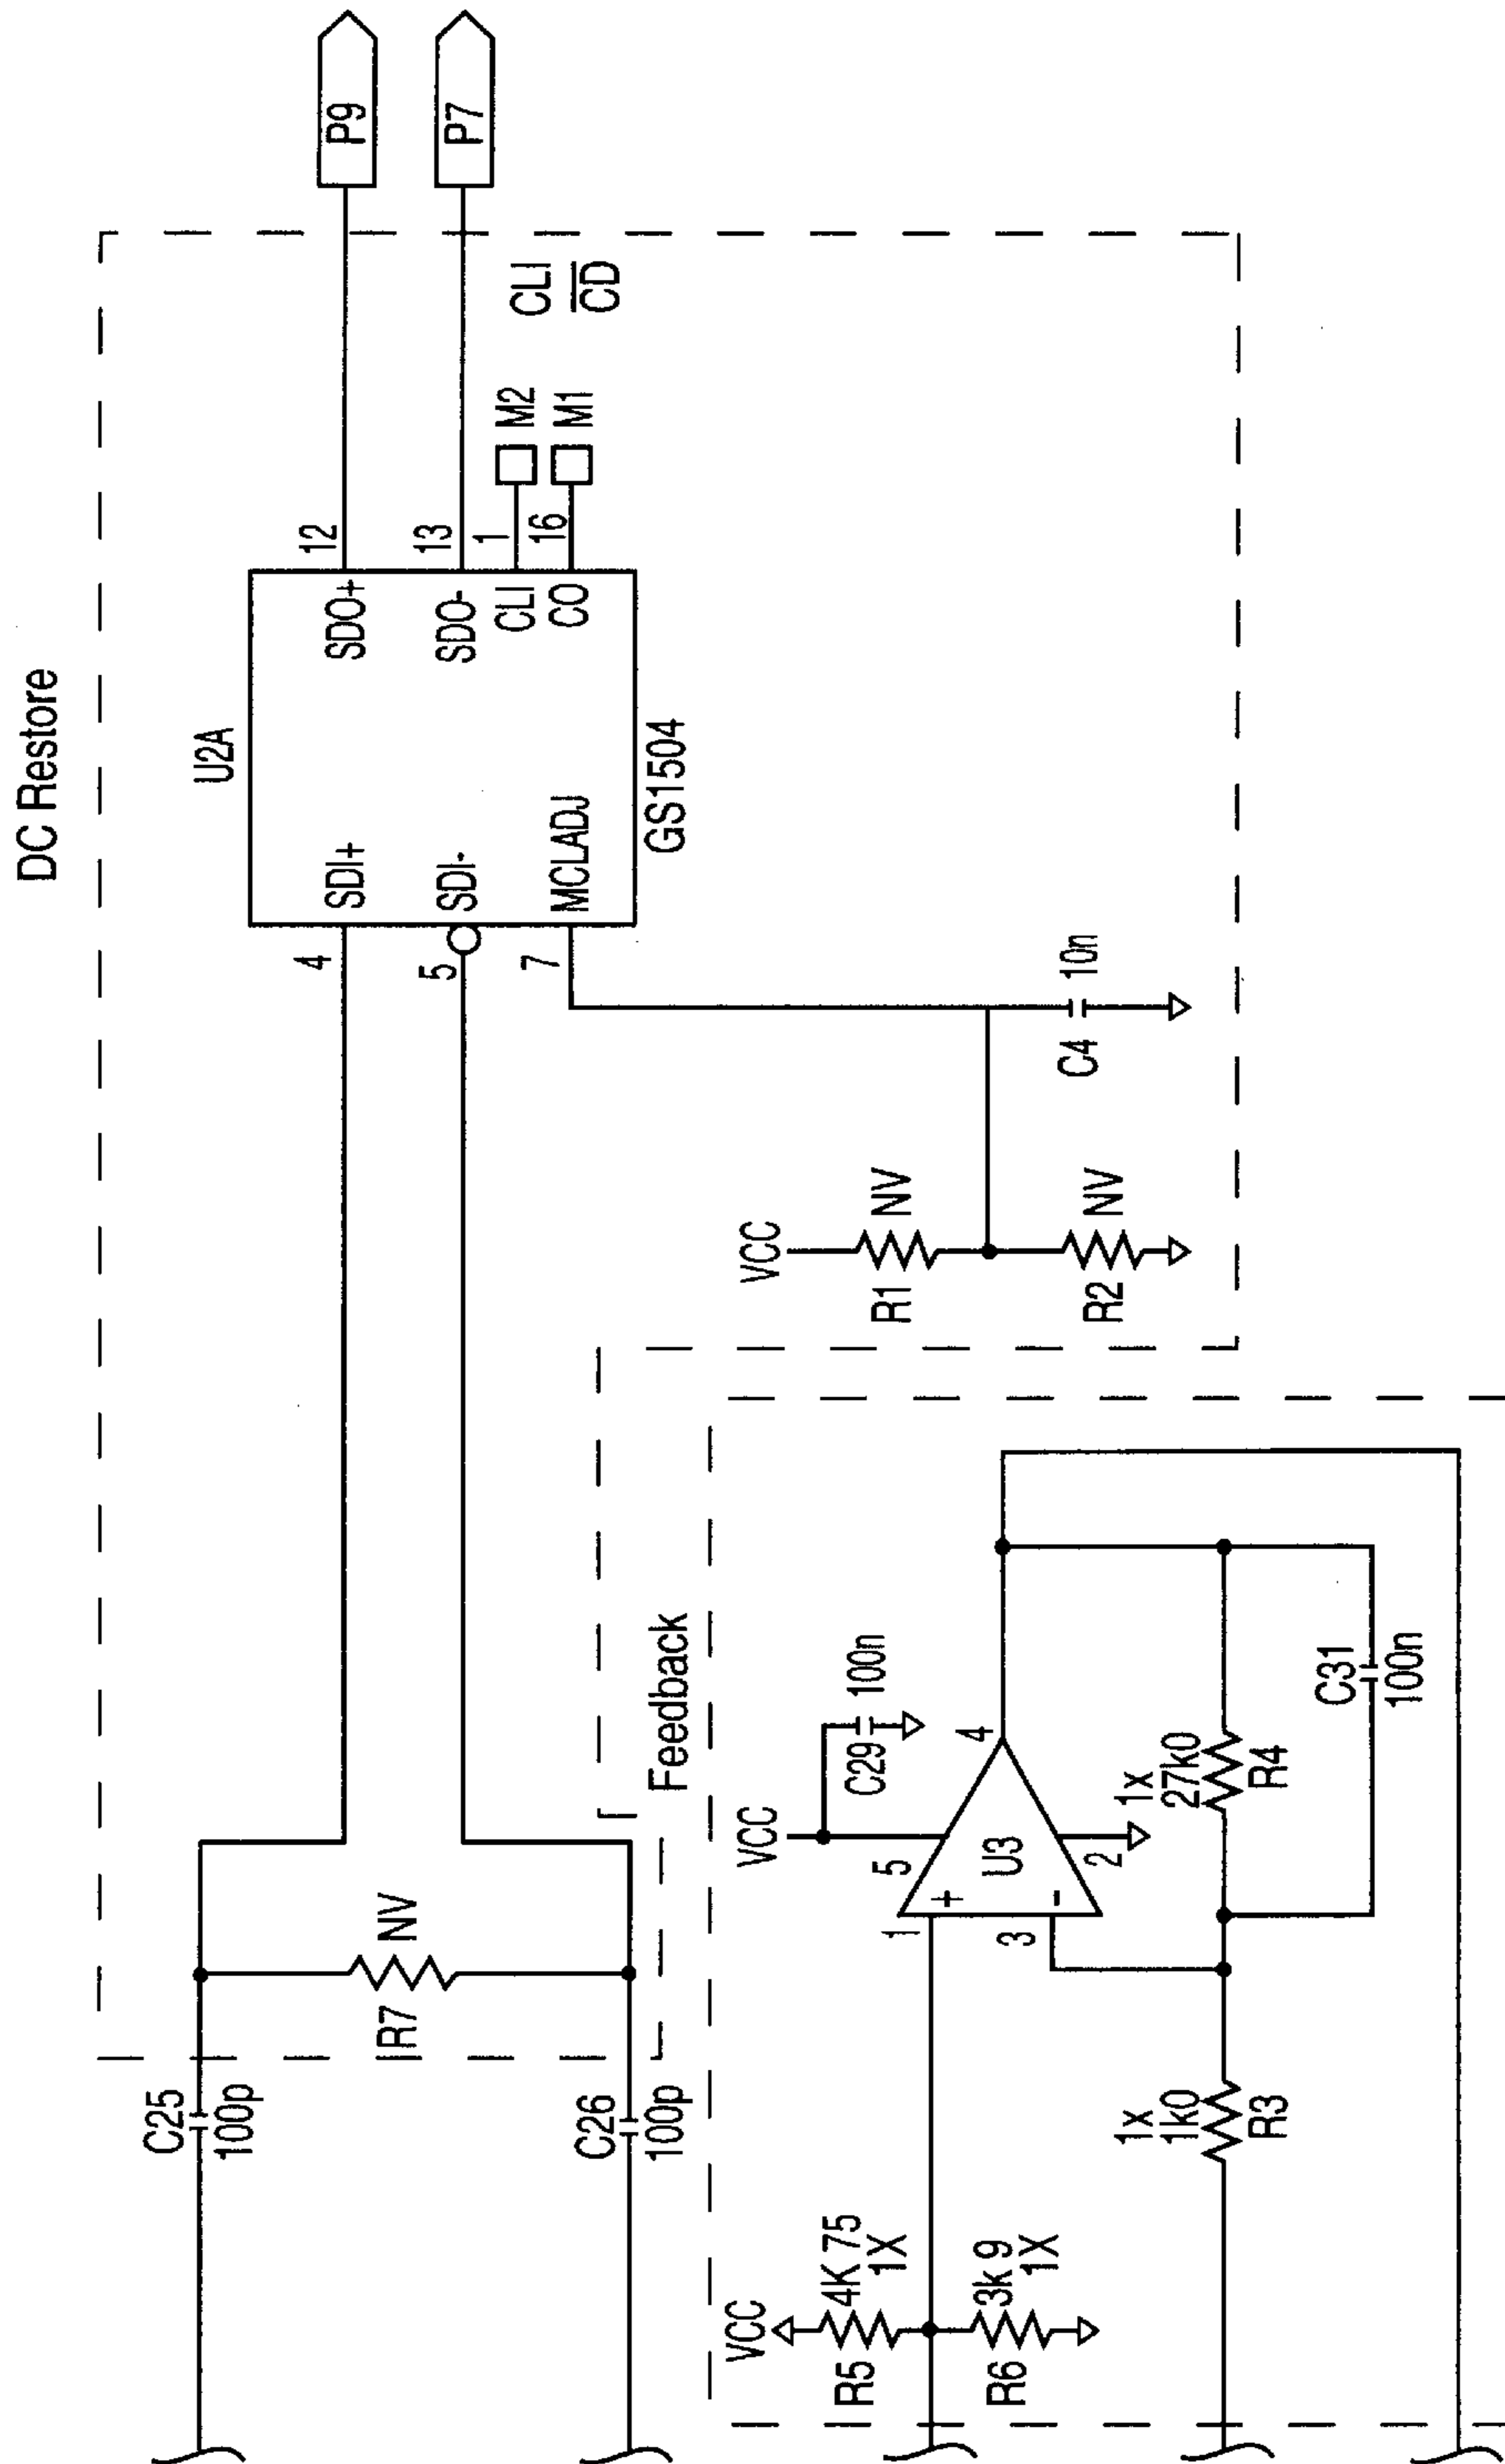 DC Restore
C25
100p
R7
NV
C26
100p
U2A
4
SDI+
5
SDI-
7
MCLADJ
GS1504
SDO+
12
SDO-
13
CLI
1
CO
16
M2
M1
CLI
CD
P9
P7
VCC
R1
NV
R2
NV
C4
10n
Feedback
VCC
R5
4K 75
1X
R6
3k 9
1X
VCC
C29
100n
5
1
+
U3
3
-
2
4
1x
1k0
R3
1x
27k0
R4
C31
100n